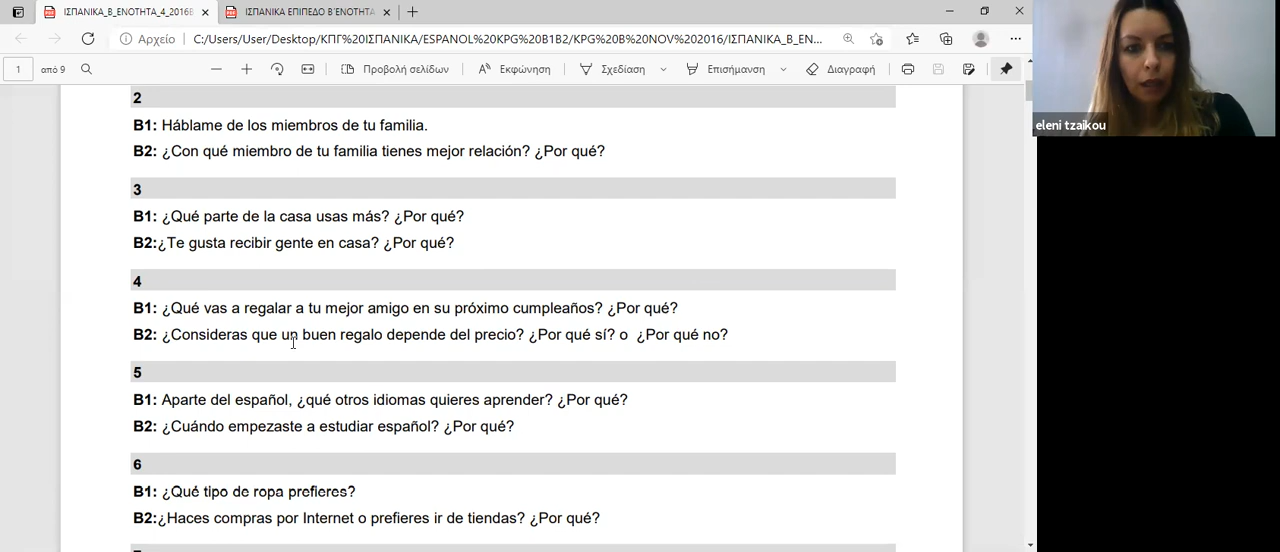 ΙΣΠΑΝΙΚΑ_Β_ΕΝΟΤΗΤΑ_4_2016Β
ΙΣΠΑΝΙΚΑ ΕΠΙΠΕΔΟ Β'ΕΝΟΤΗΤΑ
Αρχείο C:/Users/User/Desktop/ΚΠΓ%20ΙΣΠΑΝΙΚΑ/ESPANOL%20KPG%20B1B2/KPG%20B%20NOV%202016/ΙΣΠΑΝΙΚΑ_Β_ΕΝ...
1 από 9 Προβολή σελίδων Εκφώνηση Σχεδίαση Επισήμανση Διαγραφή
eleni tzaikou
2
B1: Háblame de los miembros de tu familia.
B2: ¿Con qué miembro de tu familia tienes mejor relación? ¿Por qué?
3
B1: ¿Qué parte de la casa usas más? ¿Por qué?
B2:¿Te gusta recibir gente en casa? ¿Por qué?
4
B1: ¿Qué vas a regalar a tu mejor amigo en su próximo cumpleaños? ¿Por qué?
B2: ¿Consideras que un buen regalo depende del precio? ¿Por qué sí? o ¿Por qué no?
5
B1: Aparte del español, ¿qué otros idiomas quieres aprender? ¿Por qué?
B2: ¿Cuándo empezaste a estudiar español? ¿Por qué?
6
B1: ¿Qué tipo de ropa prefieres?
B2:¿Haces compras por Internet o prefieres ir de tiendas? ¿Por qué?